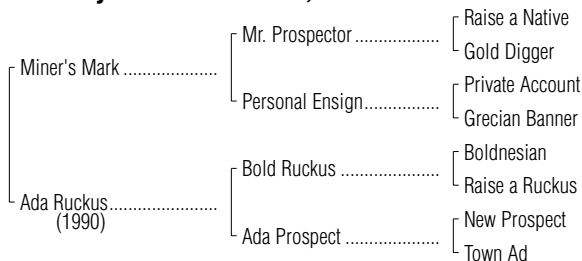 Miner's Mark ....................
Mr. Prospector ..................
Raise a Native
Gold Digger
Personal Ensign................
Private Account
Grecian Banner
Ada Ruckus.......................
(1990)
Bold Ruckus .....................
Boldnesian
Raise a Ruckus
Ada Prospect ....................
New Prospect
Town Ad